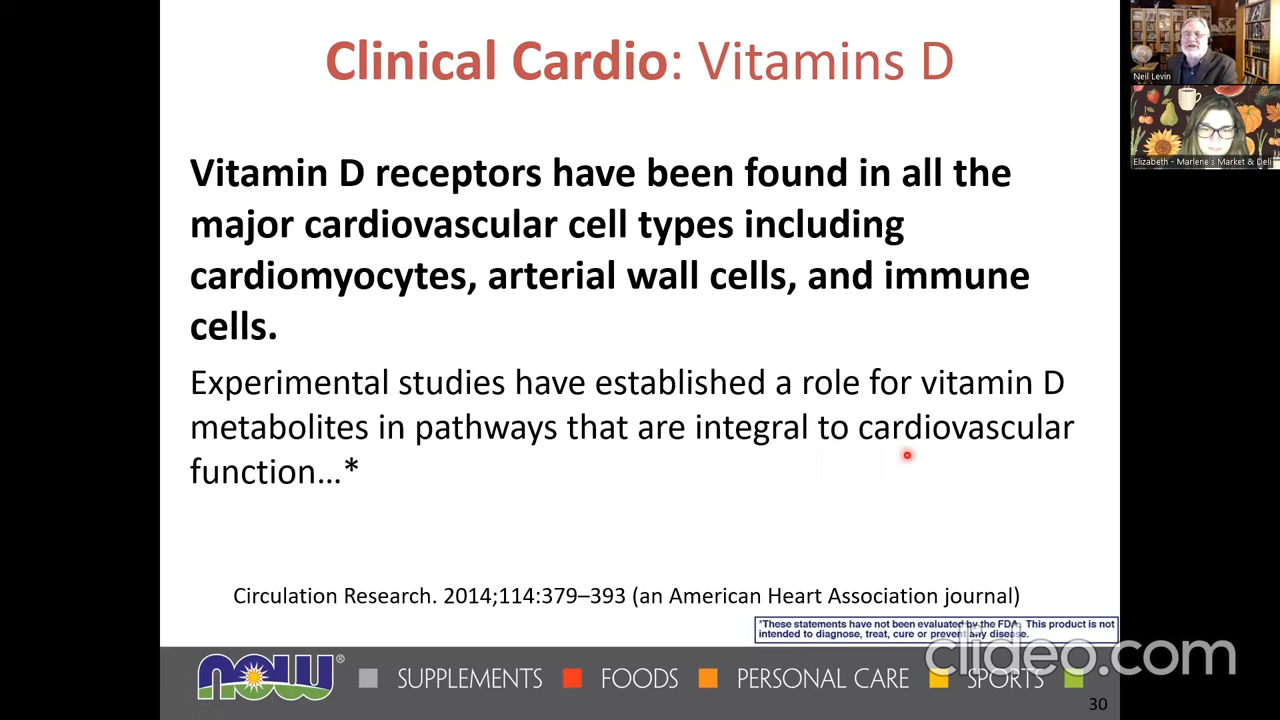 Clinical Cardio: Vitamins D
Neil Levin
Elizabeth - Marlene's Market & Deli
Vitamin D receptors have been found in all the
major cardiovascular cell types including
cardiomyocytes, arterial wall cells, and immune
cells.
Experimental studies have established a role for vitamin D
metabolites in pathways that are integral to cardiovascular
function...*
Circulation Research. 2014;114:379–393 (an American Heart Association journal)
*These statements have not been evaluated by the FDA. This product is not
intended to diagnose, treat, cure or prevent any disease.
clideo.com
NOW® SUPPLEMENTS FOODS PERSONAL CARE SPORTS
30